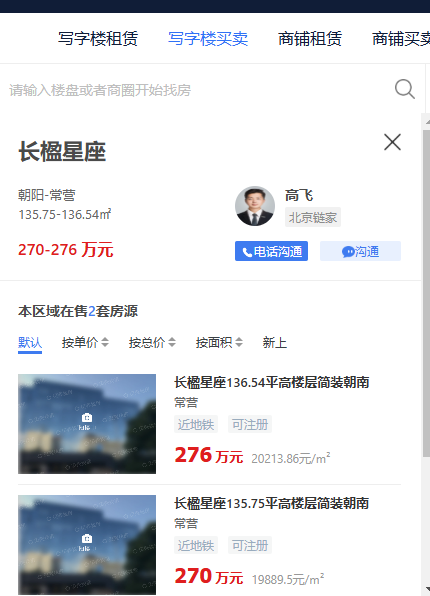 写字楼租赁 写字楼买卖 商铺租赁 商铺买卖
请输入楼盘或者商圈开始找房
长楹星座
朝阳-常营
135.75-136.54㎡
270-276 万元
高飞
北京链家
电话沟通 沟通
本区域在售2套房源
默认 按单价 按总价 按面积 新上
长楹星座136.54平高楼层简装朝南
常营
近地铁 可注册
276 万元 20213.86元/m²
长楹星座135.75平高楼层简装朝南
常营
近地铁 可注册
270 万元 19889.5元/m²